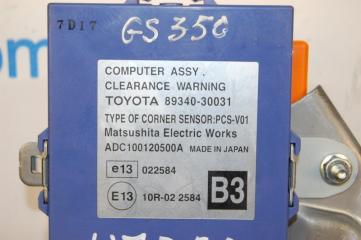 7D17
GS 350
COMPUTER ASSY.
CLEARANCE WARNING
TOYOTA 89340-30031
TYPE OF CORNER SENSOR:PCS-V01
Matsushita Electric Works
ADC100120500A MADE IN JAPAN
e13 022584
E13 10R-02 2584
B3